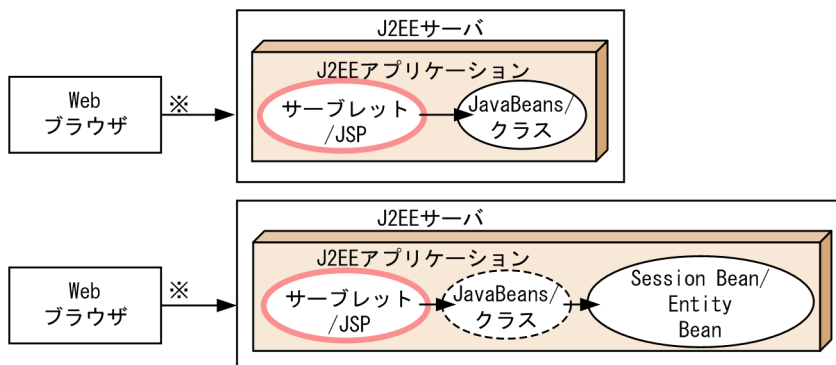 J2EEサーバ
J2EEアプリケーション
Web
ブラウザ
※
サーブレット
/JSP
JavaBeans/
クラス
J2EEサーバ
J2EEアプリケーション
Web
ブラウザ
※
サーブレット
/JSP
JavaBeans/
クラス
Session Bean/
Entity
Bean